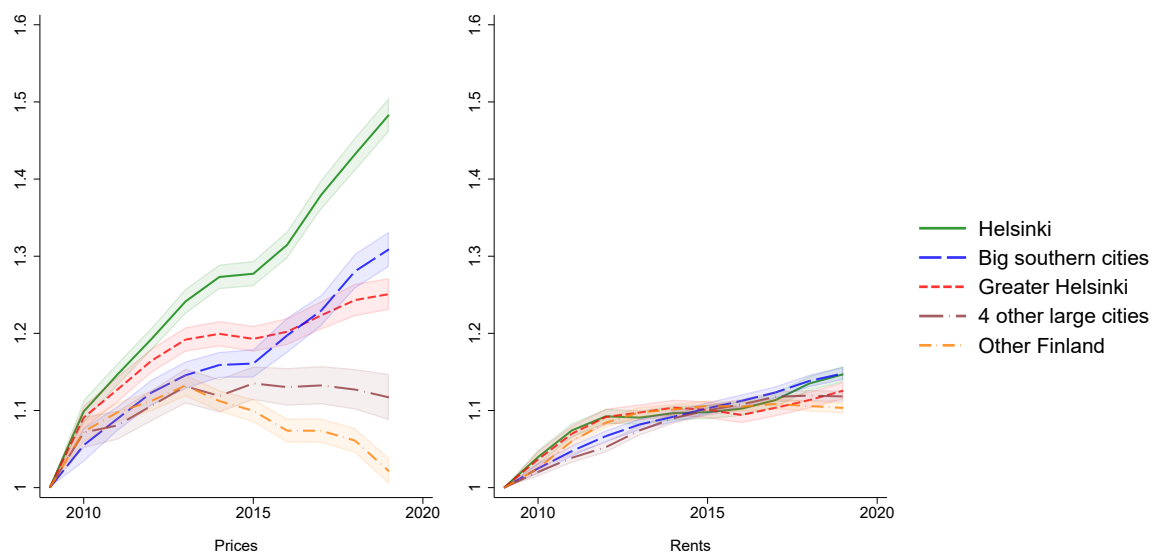 1
1.1
1.2
1.3
1.4
1.5
1.6
2010
2015
2020
Prices
1
1.1
1.2
1.3
1.4
1.5
1.6
2010
2015
2020
Rents
Helsinki
Big southern cities
Greater Helsinki
4 other large cities
Other Finland